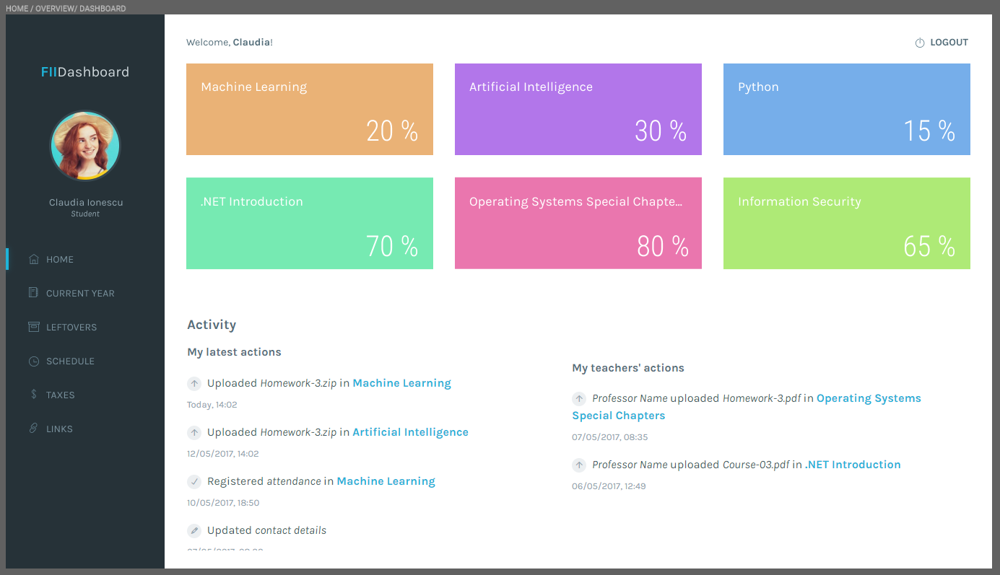 HOME / OVERVIEW/ DASHBOARD
FIIDashboard
Claudia Ionescu
Student
HOME
CURRENT YEAR
LEFTOVERS
SCHEDULE
TAXES
LINKS
Welcome, Claudia!
LOGOUT
Machine Learning
20 %
Artificial Intelligence
30 %
Python
15 %
.NET Introduction
70 %
Operating Systems Special Chapte...
80 %
Information Security
65 %
Activity
My latest actions
Uploaded Homework-3.zip in Machine Learning
Today, 14:02
Uploaded Homework-3.zip in Artificial Intelligence
12/05/2017, 14:02
Registered attendance in Machine Learning
10/05/2017, 18:50
Updated contact details
My teachers' actions
Professor Name uploaded Homework-3.pdf in Operating Systems
Special Chapters
07/05/2017, 08:35
Professor Name uploaded Course-03.pdf in .NET Introduction
06/05/2017, 12:49